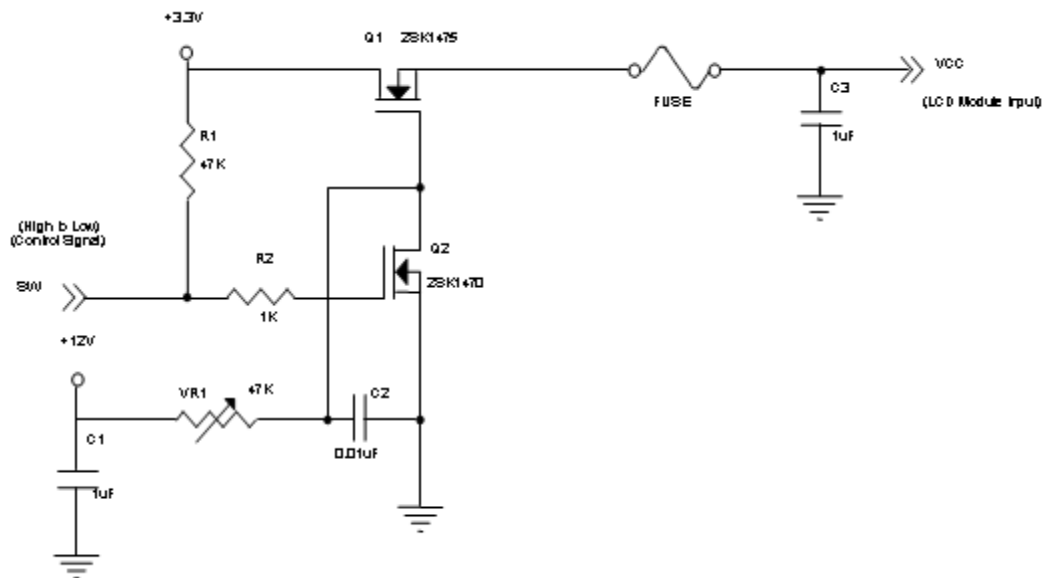 +3.3V
Q1 2SK1475
VCC
FUSE
C3
(LCD Module Input)
1uF
R1
47K
(High to Low)
(Control Signal)
Q2
R2
2SK1470
SW
1K
+12V
VR1
47K
C2
C1
0.01uF
1uF